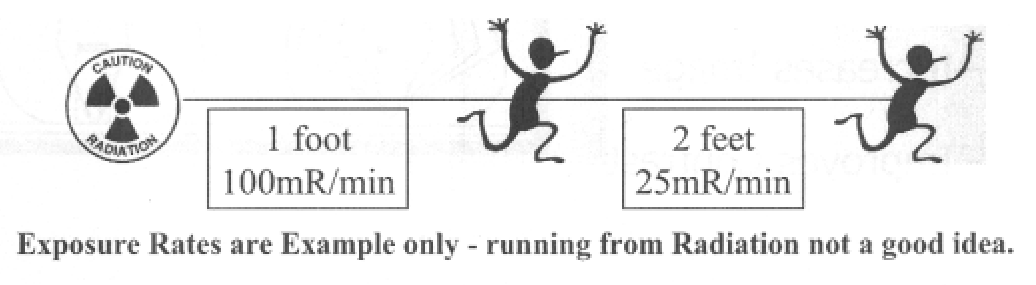 CAUTION
RADIATION
1 foot
100mR/min
2 feet
25mR/min
Exposure Rates are Example only - running from Radiation not a good idea.